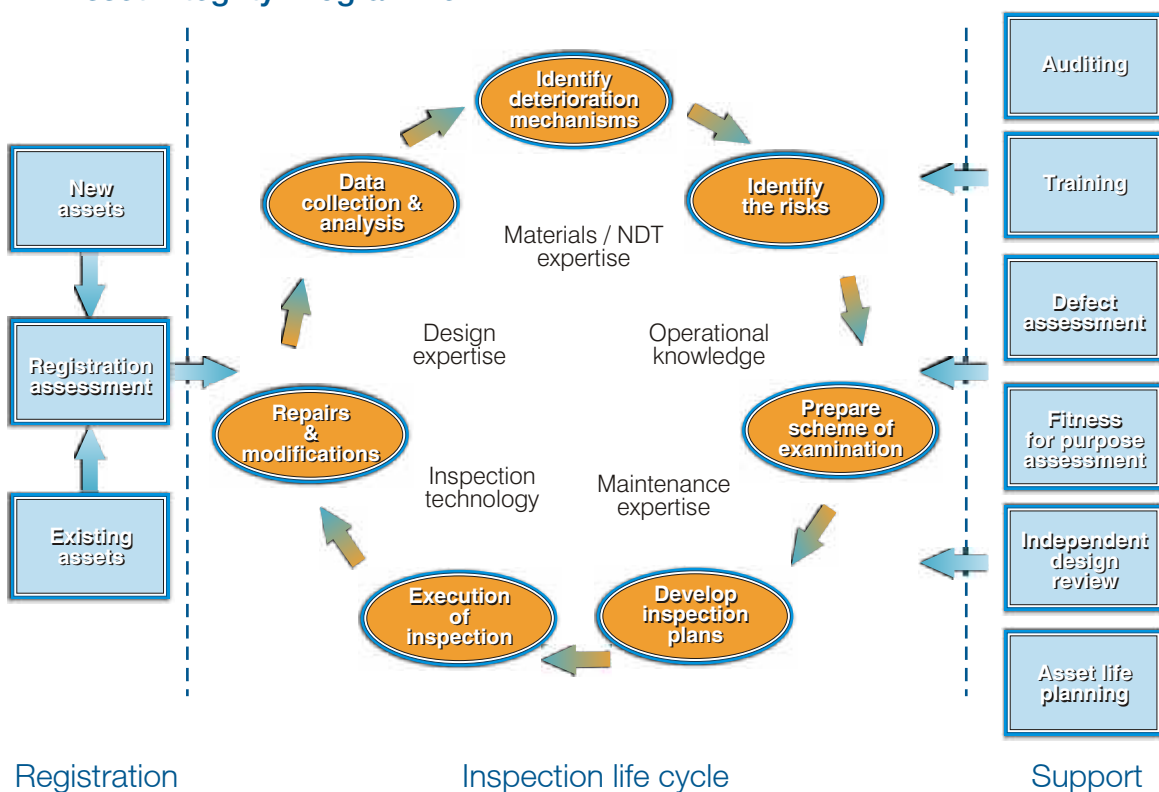 Identify
deterioration
mechanisms
Data
collection &
analysis
Identify
the risks
Materials / NDT
expertise
Design
expertise
Operational
knowledge
Repairs
&
modifications
Prepare
scheme of
examination
Inspection
technology
Maintenance
expertise
Execution
of
inspection
Develop
inspection
plans
New
assets
Registration
assessment
Existing
assets
Auditing
Training
Defect
assessment
Fitness
for purpose
assessment
Independent
design
review
Asset life
planning
Registration
Inspection life cycle
Support